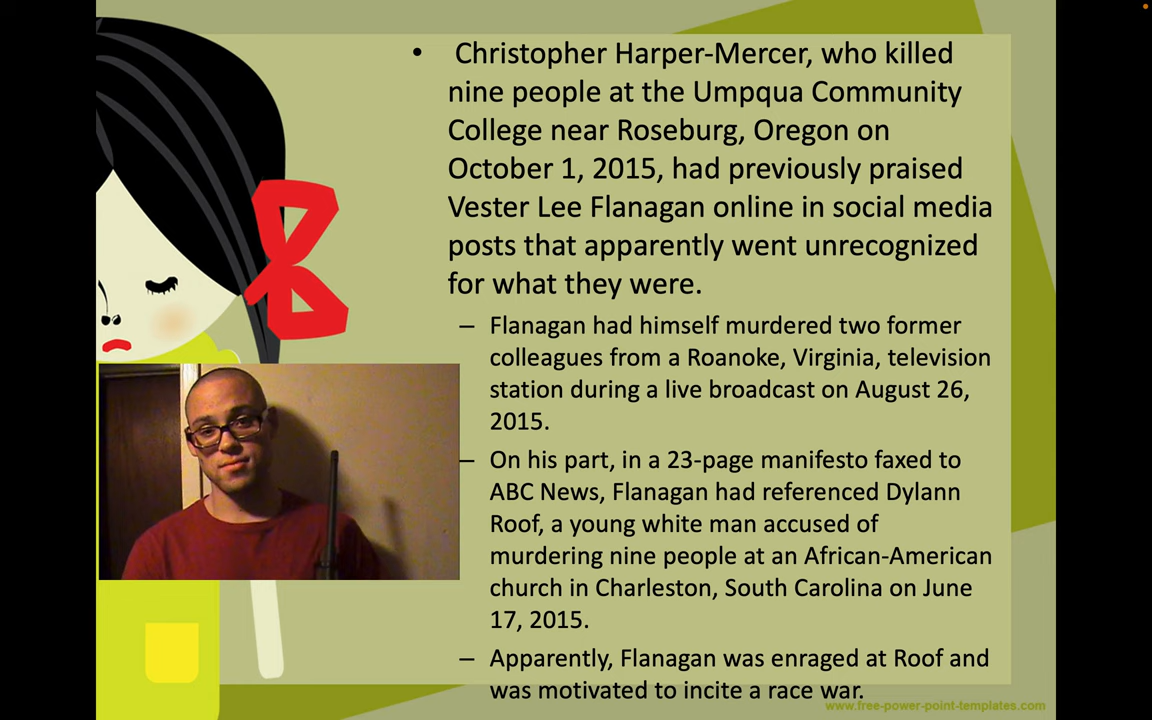 • Christopher Harper-Mercer, who killed
nine people at the Umpqua Community
College near Roseburg, Oregon on
October 1, 2015, had previously praised
Vester Lee Flanagan online in social media
posts that apparently went unrecognized
for what they were.
– Flanagan had himself murdered two former
colleagues from a Roanoke, Virginia, television
station during a live broadcast on August 26,
2015.
– On his part, in a 23-page manifesto faxed to
ABC News, Flanagan had referenced Dylann
Roof, a young white man accused of
murdering nine people at an African-American
church in Charleston, South Carolina on June
17, 2015.
– Apparently, Flanagan was enraged at Roof and
was motivated to incite a race war.
www.free-power-point-templates.com